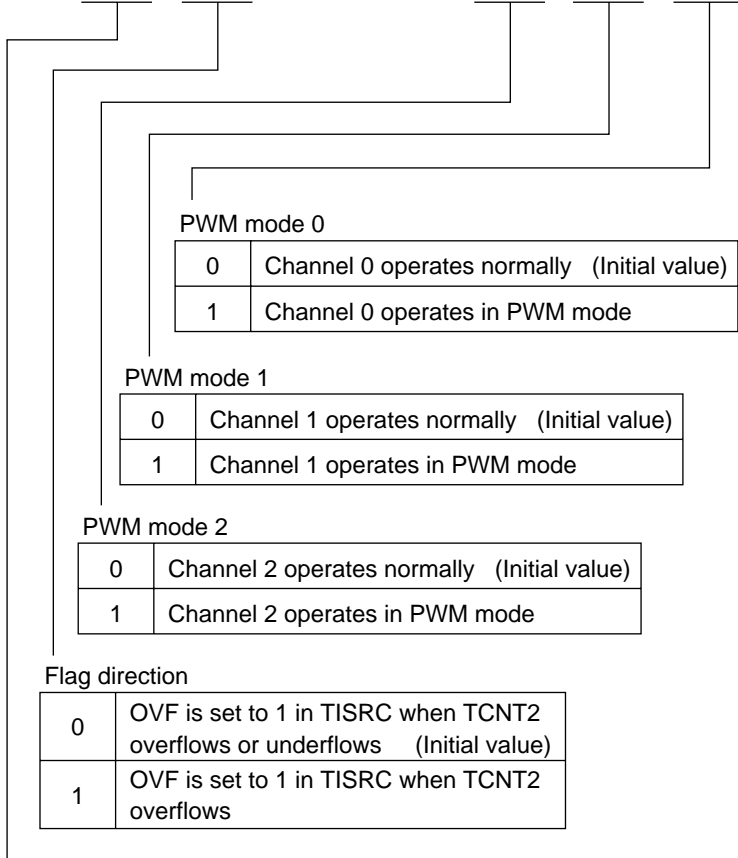 PWM mode 0
0 Channel 0 operates normally (Initial value)
1 Channel 0 operates in PWM mode
PWM mode 1
0 Channel 1 operates normally (Initial value)
1 Channel 1 operates in PWM mode
PWM mode 2
0 Channel 2 operates normally (Initial value)
1 Channel 2 operates in PWM mode
Flag direction
0 OVF is set to 1 in TISRC when TCNT2
overflows or underflows (Initial value)
1 OVF is set to 1 in TISRC when TCNT2
overflows